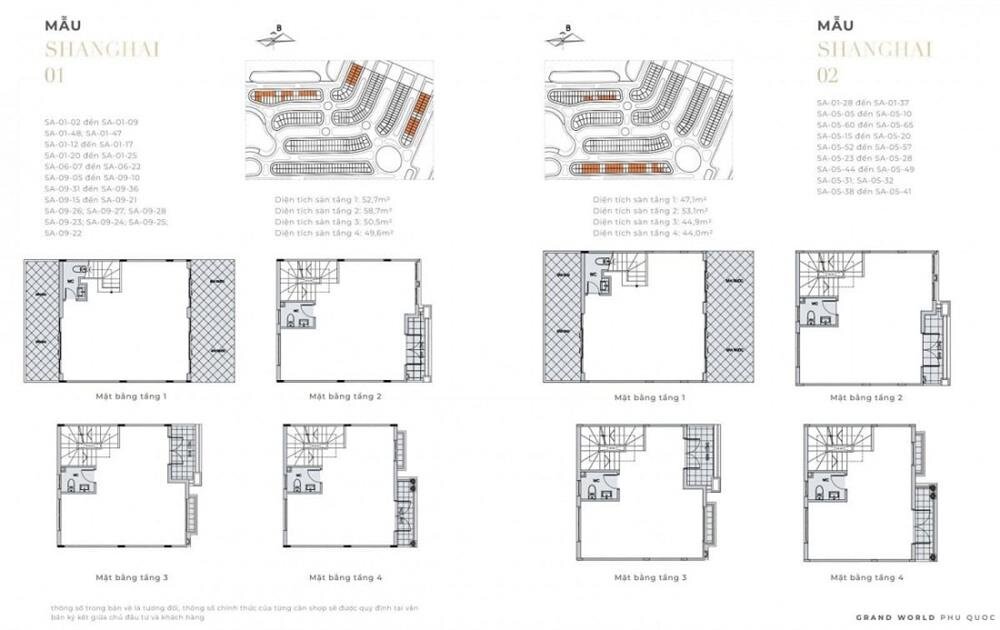 MẪU
SHANGHAI
01
SA-01-02 đến SA-01-09
SA-01-48; SA-01-47
SA-01-12 đến SA-01-17
SA-01-20 đến SA-01-25
SA-06-07 đến SA-06-22
SA-09-05 đến SA-09-10
SA-09-31 đến SA-09-36
SA-09-15 đến SA-09-21
SA-09-26; SA-09-27, SA-09-28
SA-09-23; SA-09-24; SA-09-25;
SA-09-22
B
Diện tích sàn tầng 1: 52,7m²
Diện tích sàn tầng 2: 58,7m²
Diện tích sàn tầng 3: 50,5m²
Diện tích sàn tầng 4: 49,6m²
WC
Mặt bằng tầng 1
WC
Mặt bằng tầng 2
WC
Mặt bằng tầng 3
WC
Mặt bằng tầng 4
B
MẪU
SHANGHAI
02
SA-01-28 đến SA-01-37
SA-05-05 đến SA-05-10
SA-05-60 đến SA-05-65
SA-05-15 đến SA-05-20
SA-05-52 đến SA-05-57
SA-05-23 đến SA-05-28
SA-05-44 đến SA-05-49
SA-05-31; SA-05-32
SA-05-38 đến SA-05-41
Diện tích sàn tầng 1: 47,1m²
Diện tích sàn tầng 2: 53,1m²
Diện tích sàn tầng 3: 44,9m²
Diện tích sàn tầng 4: 44,0m²
WC
Mặt bằng tầng 1
WC
Mặt bằng tầng 2
WC
Mặt bằng tầng 3
WC
Mặt bằng tầng 4
thông số trong bản vẽ là tương đối, thông số chính thức của từng căn shop sẽ được quy định tại văn
bản ký kết giữa chủ đầu tư và khách hàng
GRAND WORLD PHU QUOC